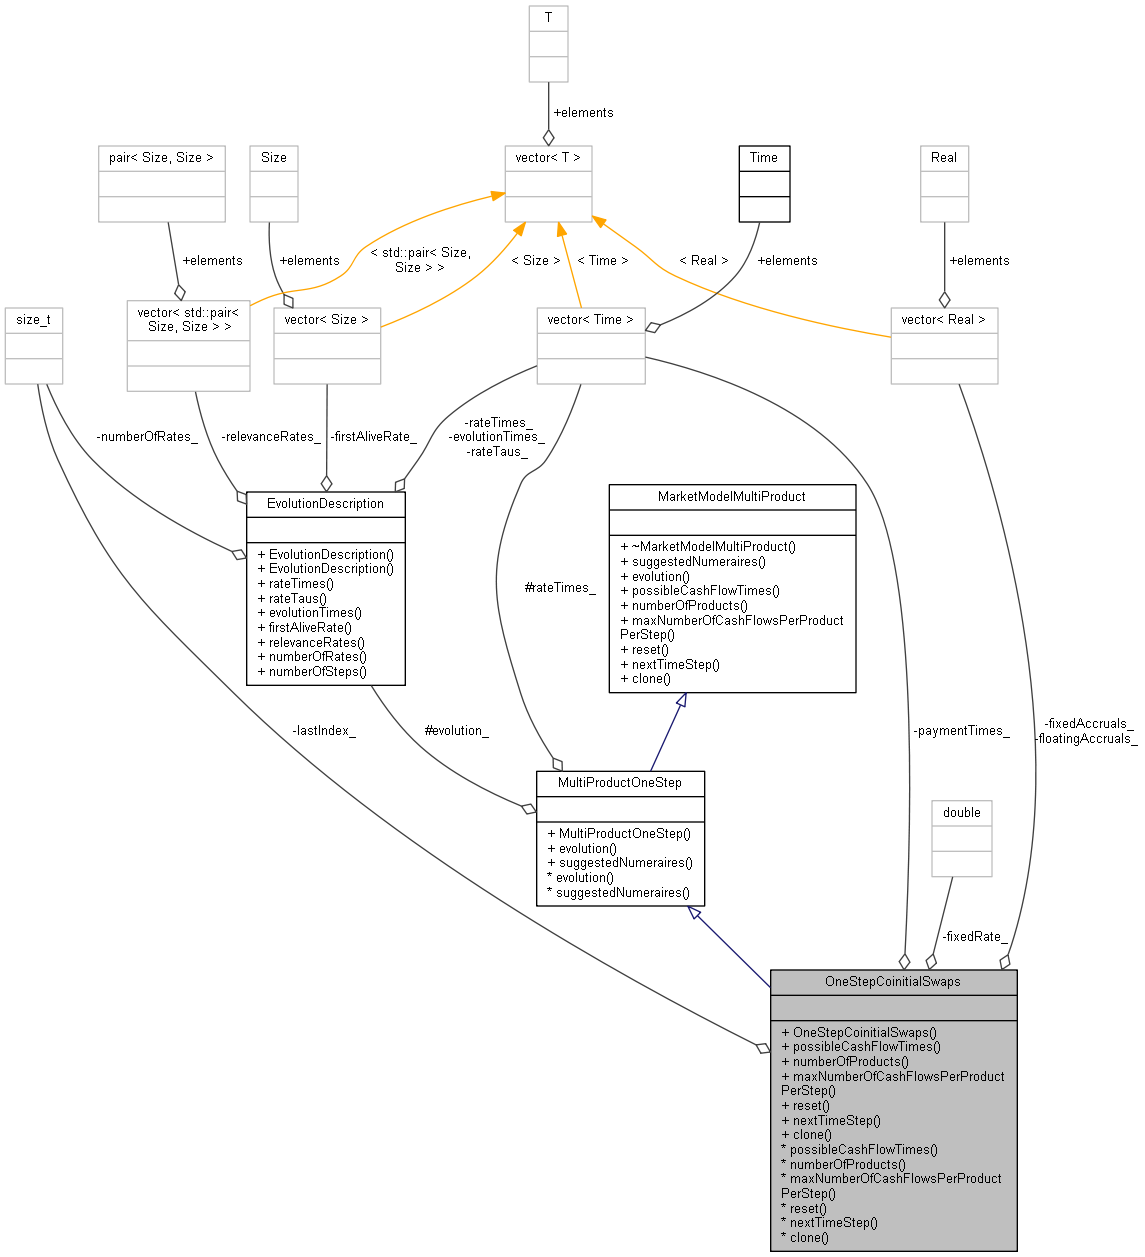 T
+elements
pair< Size, Size >
Size
vector< T >
Time
Real
+elements
+elements
< std::pair< Size,
Size > >
< Size >
< Time >
< Real >
+elements
+elements
size_t
vector< std::pair<
Size, Size > >
vector< Size >
vector< Time >
vector< Real >
-numberOfRates_
-relevanceRates_
-firstAliveRate_
-rateTimes_
-evolutionTimes_
-rateTaus_
EvolutionDescription
+ EvolutionDescription()
+ EvolutionDescription()
+ rateTimes()
+ rateTaus()
+ evolutionTimes()
+ firstAliveRate()
+ relevanceRates()
+ numberOfRates()
+ numberOfSteps()
#rateTimes_
MarketModelMultiProduct
+ ~MarketModelMultiProduct()
+ suggestedNumeraires()
+ evolution()
+ possibleCashFlowTimes()
+ numberOfProducts()
+ maxNumberOfCashFlowsPerProduct
PerStep()
+ reset()
+ nextTimeStep()
+ clone()
-lastIndex_
#evolution_
-paymentTimes_
-fixedAccruals_
-floatingAccruals_
MultiProductOneStep
+ MultiProductOneStep()
+ evolution()
+ suggestedNumeraires()
* evolution()
* suggestedNumeraires()
double
-fixedRate_
OneStepCoinitialSwaps
+ OneStepCoinitialSwaps()
+ possibleCashFlowTimes()
+ numberOfProducts()
+ maxNumberOfCashFlowsPerProduct
PerStep()
+ reset()
+ nextTimeStep()
+ clone()
* possibleCashFlowTimes()
* numberOfProducts()
* maxNumberOfCashFlowsPerProduct
PerStep()
* reset()
* nextTimeStep()
* clone()